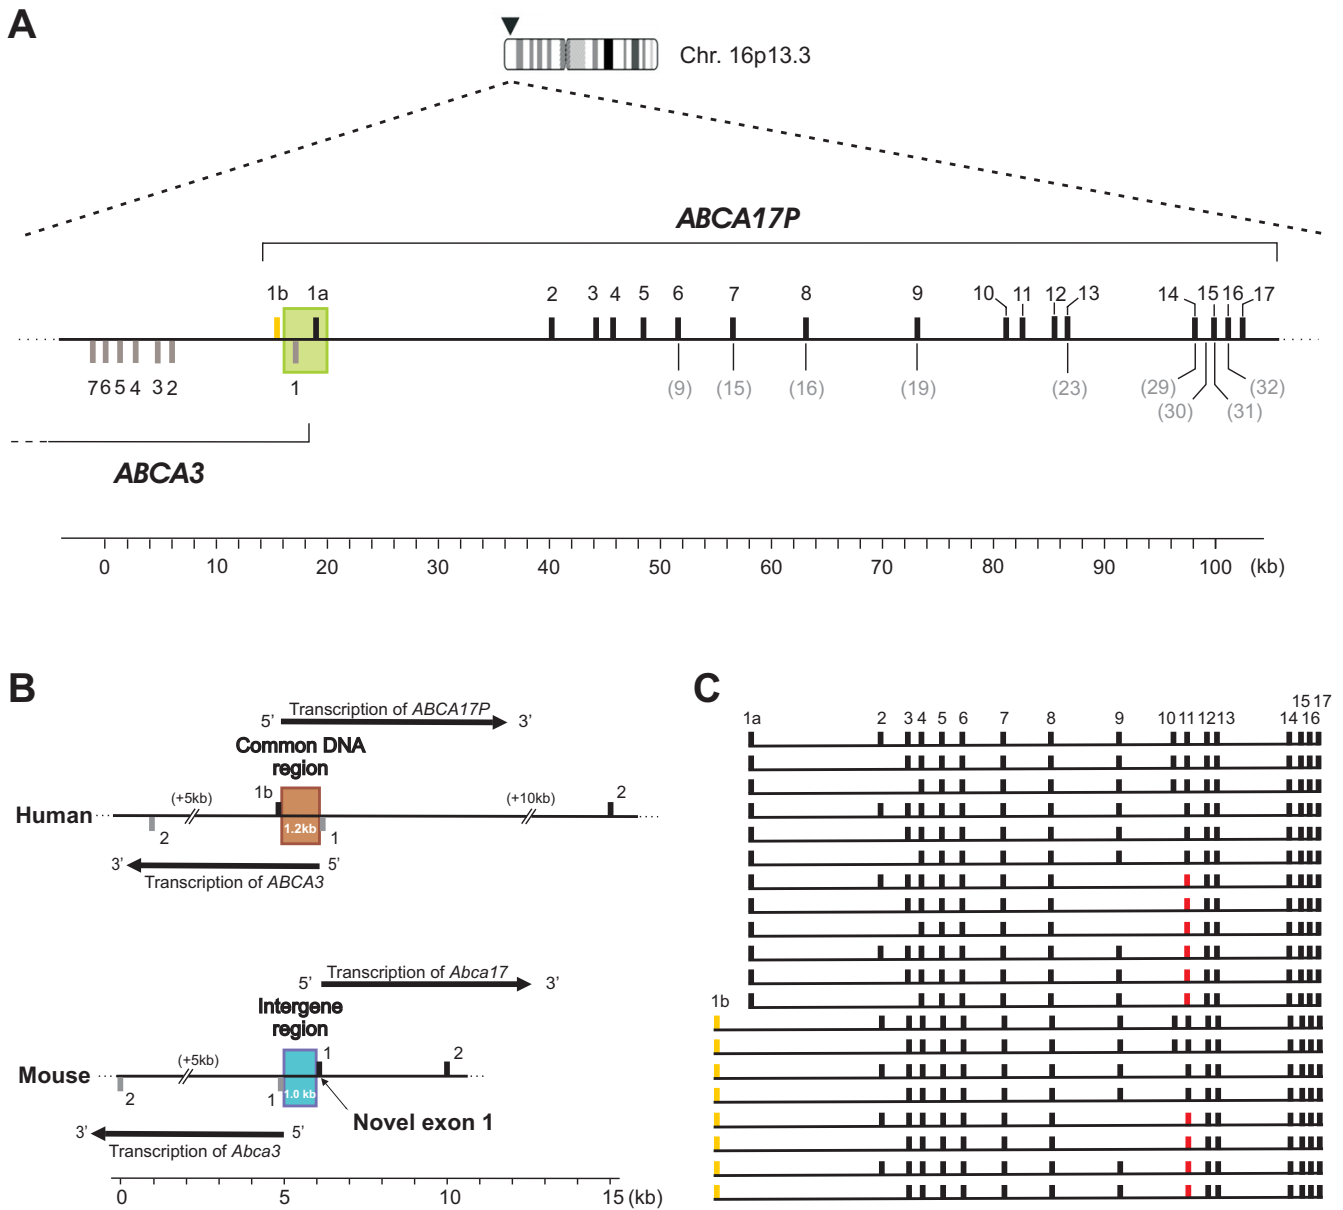 A
Chr. 16p13.3
ABCA17P
1b 1a 2 3 4 5 6 7 8 9 10 11 12 13 14 15 16 17
7 6 5 4 3 2 1 (9) (15) (16) (19) (23) (29) (32)
(30) (31)
ABCA3
0 10 20 30 40 50 60 70 80 90 100 (kb)
B
Transcription of ABCA17P
5’ 3’
Common DNA
region
1b (+5kb) (+10kb) 2
Human 1.2kb
2 1
3’ 5’
Transcription of ABCA3
Transcription of Abca17
5’ 3’
Intergene
region
(+5kb) 1 2
Mouse 1.0 kb
2 1
Novel exon 1
3’ 5’
Transcription of Abca3
0 5 10 15 (kb)
C
15 17
1a 2 3 4 5 6 7 8 9 10 11 12 13 14 16
1b